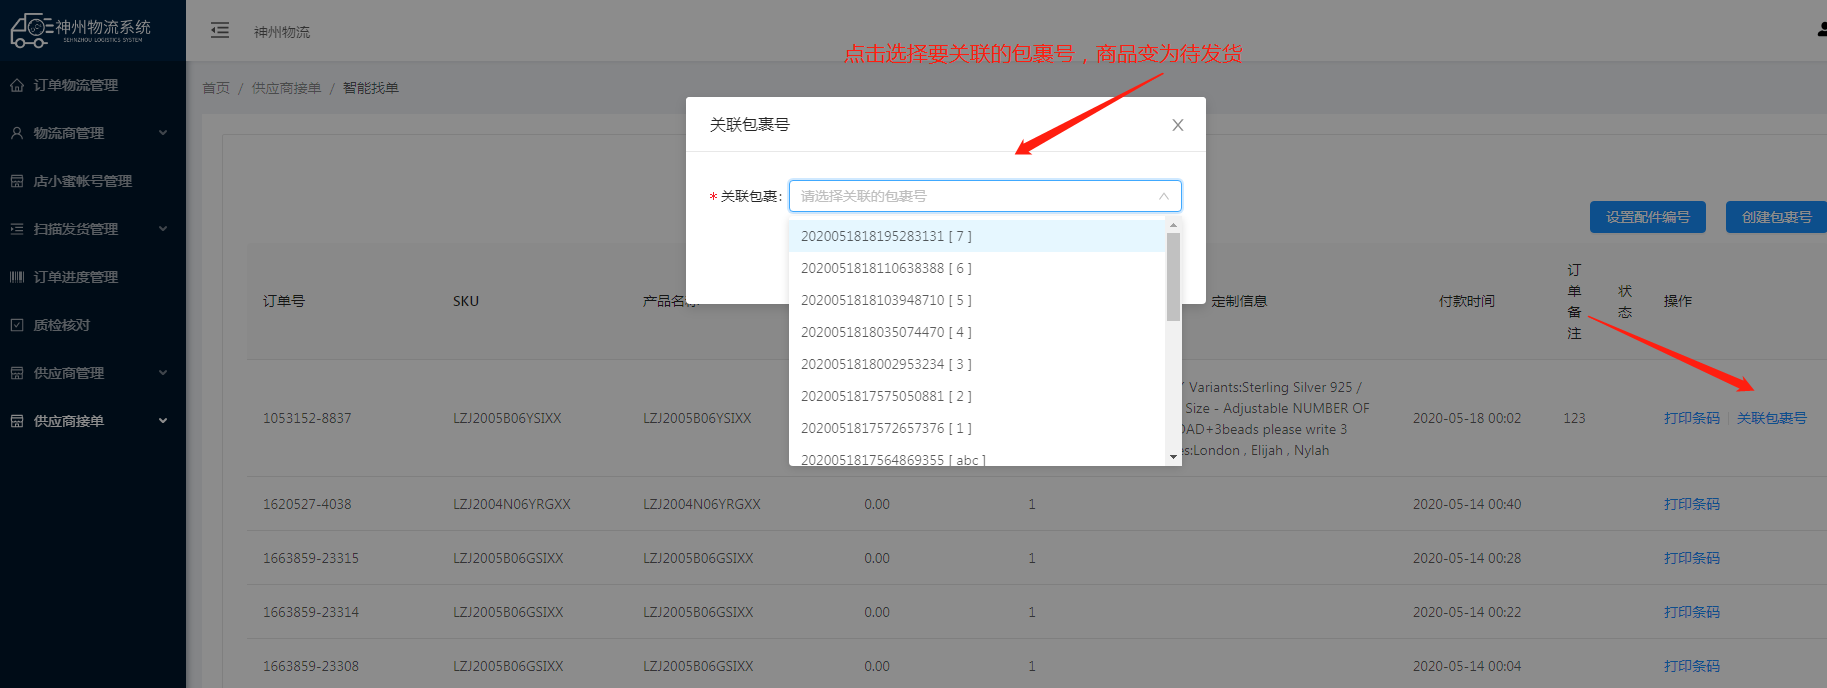 神州物流系统
SEHNZHOU LOGISTICS SYSTEM
神州物流
点击选择要关联的包裹号，商品变为待发货
订单物流管理
物流商管理
店小蜜帐号管理
扫描发货管理
订单进度管理
质检核对
供应商管理
供应商接单
首页 / 供应商接单 / 智能找单
设置配件编号
创建包裹号
关联包裹号
* 关联包裹:
请选择关联的包裹号
2020051818195283131 [ 7 ]
2020051818110638388 [ 6 ]
2020051818103948710 [ 5 ]
2020051818035074470 [ 4 ]
2020051818002953234 [ 3 ]
2020051817575050881 [ 2 ]
2020051817572657376 [ 1 ]
2020051817564869355 [ abc ]
订单号 SKU 产品名 定制信息 付款时间 订单备注 状态 操作
1053152-8837 LZJ2005B06YSIXX LZJ2005B06YSIXX
Variants:Sterling Silver 925 /
Size - Adjustable NUMBER OF
DAD+3beads please write 3
es:London , Elijah , Nylah
2020-05-18 00:02 123 打印条码 关联包裹号
1620527-4038 LZJ2004N06YRGXX LZJ2004N06YRGXX 0.00 1 2020-05-14 00:40 打印条码
1663859-23315 LZJ2005B06GSIXX LZJ2005B06GSIXX 0.00 1 2020-05-14 00:28 打印条码
1663859-23314 LZJ2005B06GSIXX LZJ2005B06GSIXX 0.00 1 2020-05-14 00:22 打印条码
1663859-23308 LZJ2005B06GSIXX LZJ2005B06GSIXX 0.00 1 2020-05-14 00:04 打印条码